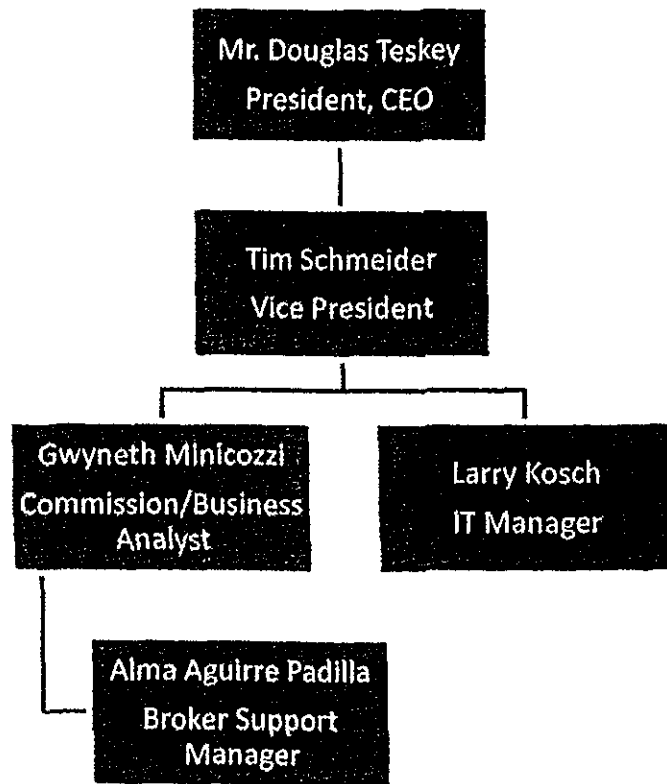 Mr. Douglas Teskey
President, CEO
Tim Schmeider
Vice President
Gwyneth Minicozzi
Commission/Business
Analyst
Larry Kosch
IT Manager
Alma Aguirre Padilla
Broker Support
Manager